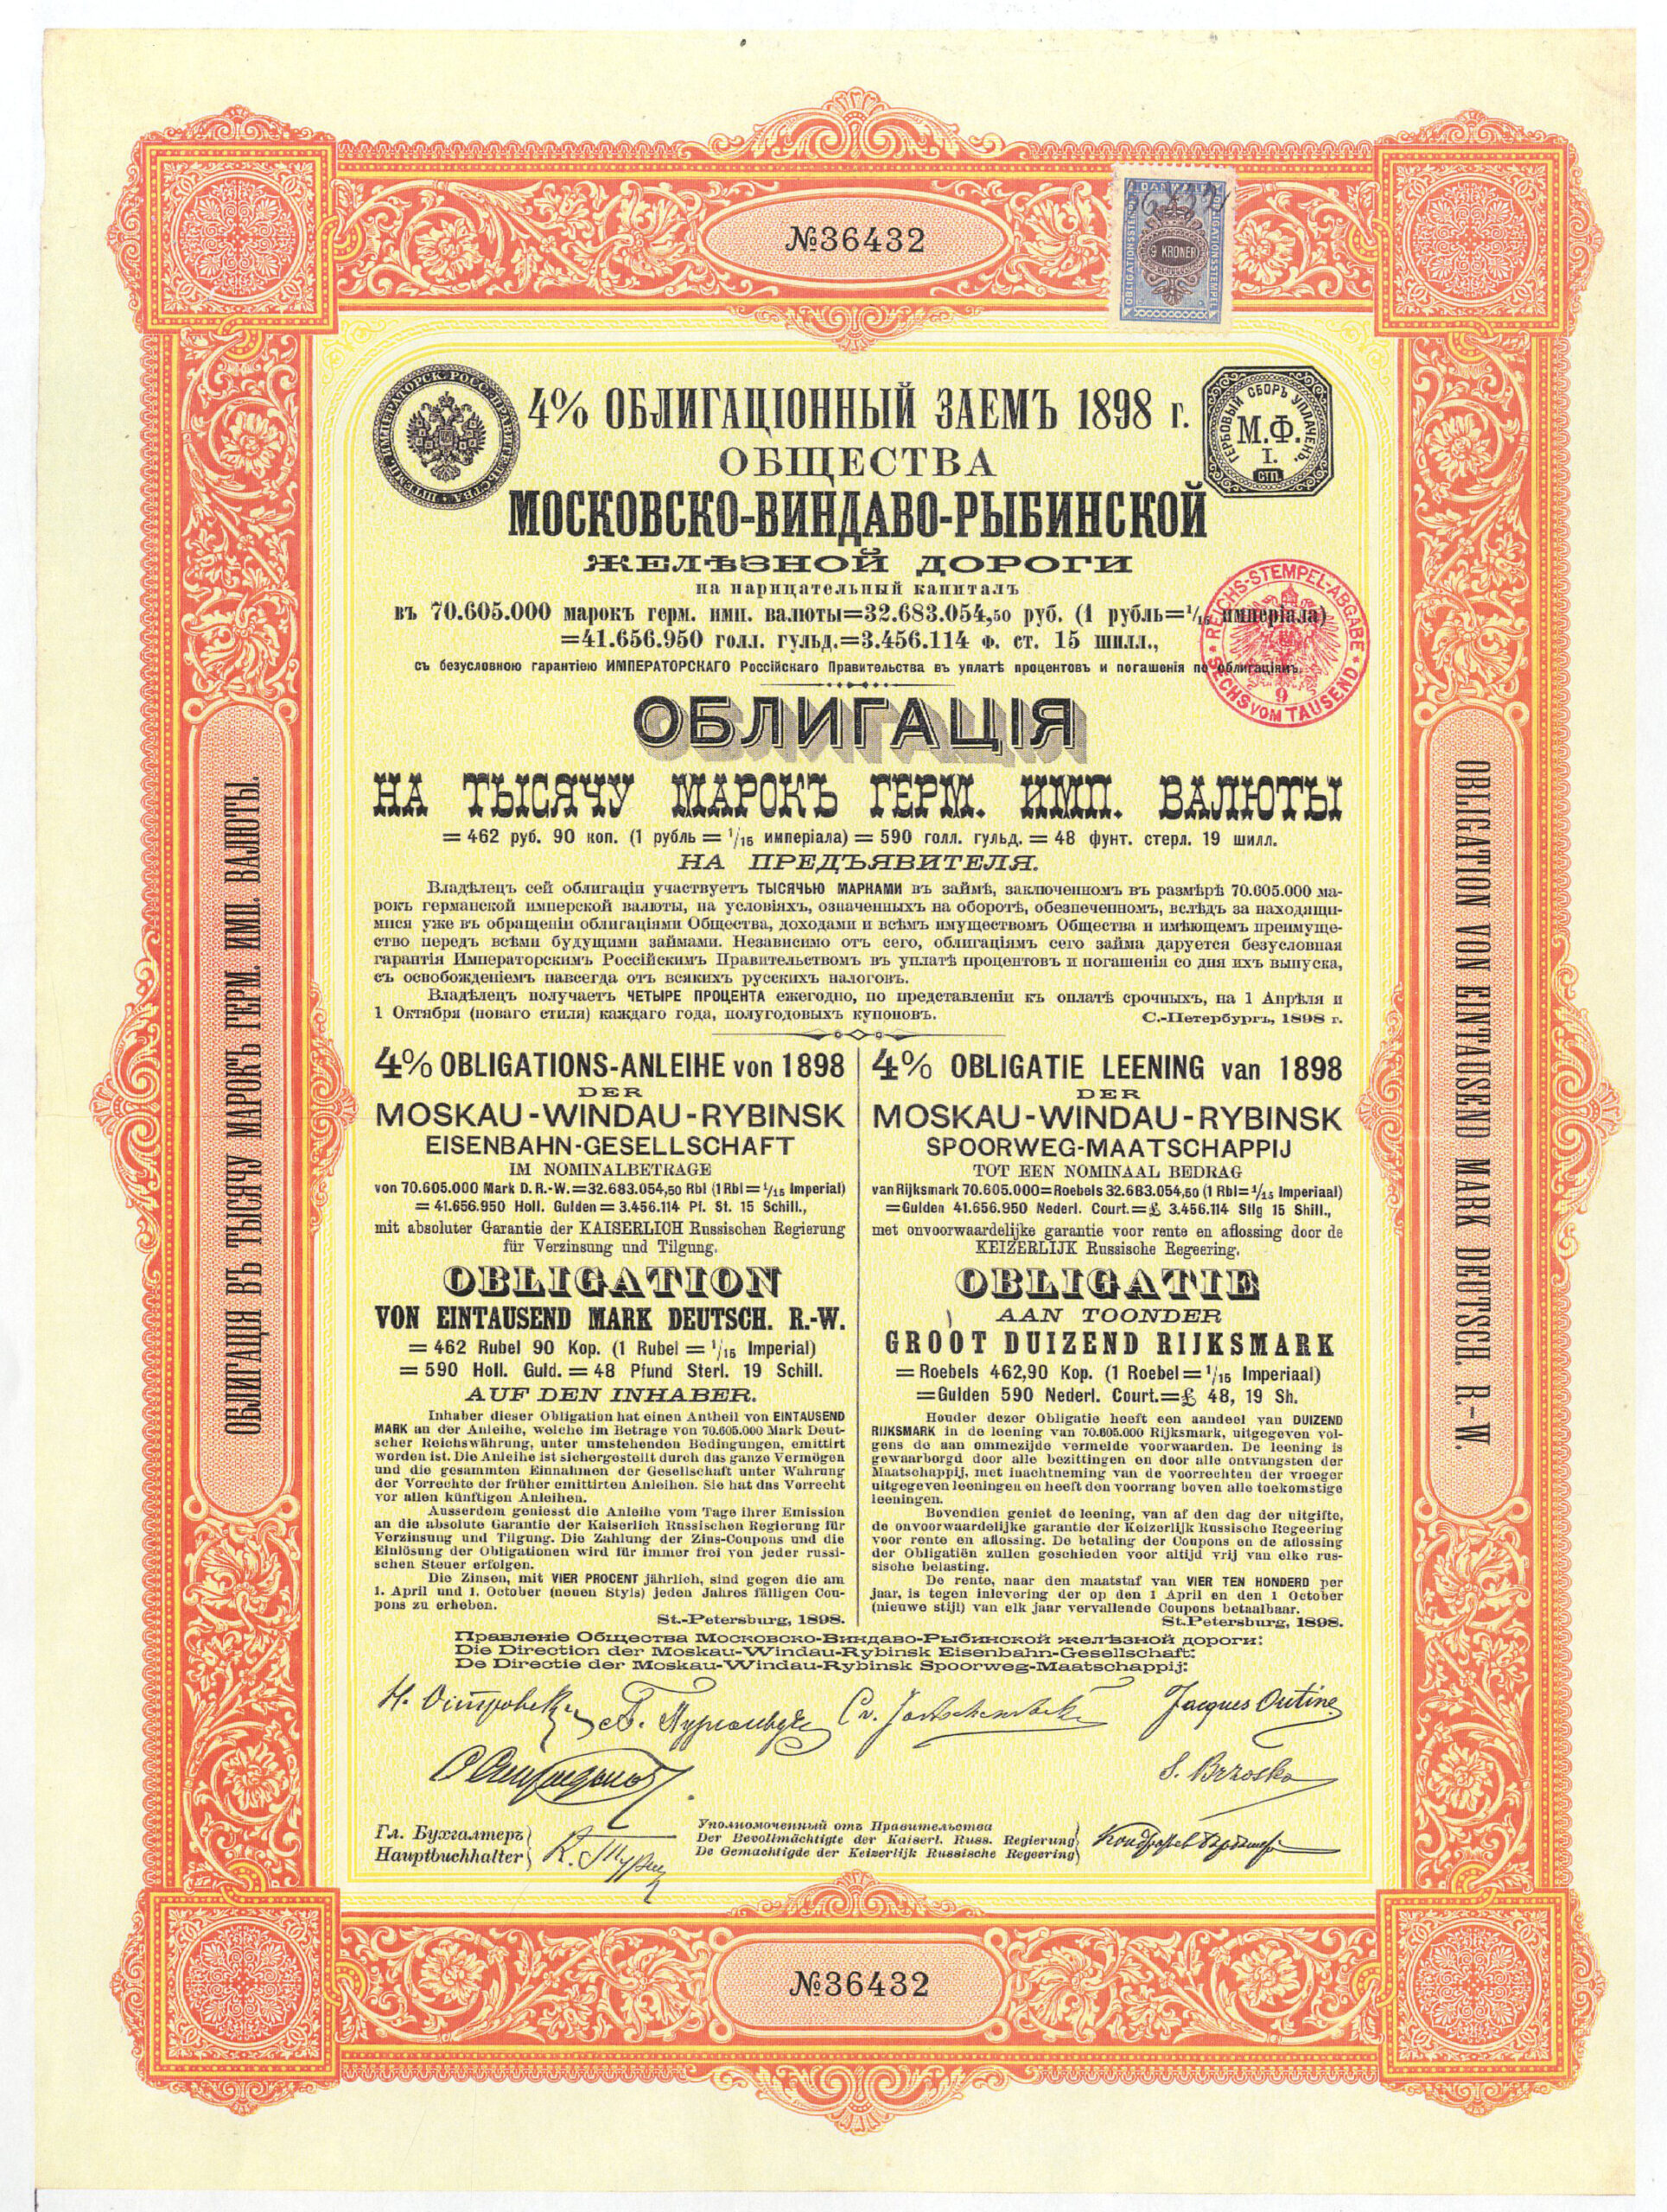 №36432
9 KRONER
OBLIGATIONSSTEMPEL
ШТЕМП. ИМПЕРАТОРСК. РОСС. ПРАВИТЕЛЬСТВА
4% ОБЛИГАЦІОННЫЙ ЗАЕМЪ 1898 г.
ГЕРБОВЫЙ СБОРЪ УПЛАЧЕНЪ.
М.Ф.
I.
СТП.
ОБЩЕСТВА
МОСКОВСКО-ВИНДАВО-РЫБИНСКОЙ
ЖЕЛѢЗНОЙ ДОРОГИ
на нарицательный капиталъ
въ 70.605.000 марокъ герм. имп. валюты=32.683.054,50 руб. (1 рубль=1/15 имперіала)
=41.656.950 голл. гульд.=3.456.114 ф. ст. 15 шилл.,
съ безусловною гарантіею ИМПЕРАТОРСКАГО Россійскаго Правительства въ уплатѣ процентовъ и погашенія по облигаціямъ.
REICHS-STEMPEL-ABGABE
9
SECHS VOM TAUSEND
ОБЛИГАЦІЯ
НА ТЫСЯЧУ МАРОКЪ ГЕРМ. ИМП. ВАЛЮТЫ
= 462 руб. 90 коп. (1 рубль = 1/15 имперіала) = 590 голл. гульд. = 48 фунт. стерл. 19 шилл.
НА ПРЕДЪЯВИТЕЛЯ.
Владѣлецъ сей облигаціи участвуетъ ТЫСЯЧЬЮ МАРКАМИ въ займѣ, заключенномъ въ размѣрѣ 70.605.000 ма-
рокъ германской имперской валюты, на условіяхъ, означенныхъ на оборотѣ, обезпеченномъ, вслѣдъ за находящи-
мися уже въ обращеніи облигаціями Общества, доходами и всѣмъ имуществомъ Общества и имѣющемъ преимуще-
ство передъ всѣми будущими займами. Независимо отъ сего, облигаціямъ сего займа даруется безусловная
гарантія Императорскимъ Россійскимъ Правительствомъ въ уплатѣ процентовъ и погашенія со дня ихъ выпуска,
съ освобожденіемъ навсегда отъ всякихъ русскихъ налоговъ.
Владѣлецъ получаетъ ЧЕТЫРЕ ПРОЦЕНТА ежегодно, по представленіи къ оплатѣ срочныхъ, на 1 Апрѣля и
1 Октября (новаго стиля) каждаго года, полугодовыхъ купоновъ.
С.-Петербургъ, 1898 г.
4% OBLIGATIONS-ANLEIHE von 1898
DER
MOSKAU-WINDAU-RYBINSK
EISENBAHN-GESELLSCHAFT
IM NOMINALBETRAGE
von 70.605.000 Mark D. R.-W.=32.683.054,50 Rbl (1Rbl=1/15 Imperial)
= 41.656.950 Holl. Gulden = 3.456.114 Pf. St. 15 Schill.,
mit absoluter Garantie der KAISERLICH Russischen Regierung
für Verzinsung und Tilgung.
OBLIGATION
VON EINTAUSEND MARK DEUTSCH. R.-W.
= 462 Rubel 90 Kop. (1 Rubel = 1/15 Imperial)
= 590 Holl. Guld. = 48 Pfund Sterl. 19 Schill.
AUF DEN INHABER.
Inhaber dieser Obligation hat einen Antheil von EINTAUSEND
MARK an der Anleihe, welche im Betrage von 70.605.000 Mark Deut-
scher Reichswährung, unter umstehenden Bedingungen, emittirt
worden ist. Die Anleihe ist sichergestellt durch das ganze Vermögen
und die gesammten Einnahmen der Gesellschaft unter Wahrung
der Vorrechte der früher emittirten Anleihen. Sie hat das Vorrecht
vor allen künftigen Anleihen.
Ausserdem geniesst die Anleihe vom Tage ihrer Emission
an die absolute Garantie der Kaiserlich Russischen Regierung für
Verzinsung und Tilgung. Die Zahlung der Zins-Coupons und die
Einlösung der Obligationen wird für immer frei von jeder russi-
schen Steuer erfolgen.
Die Zinsen, mit VIER PROCENT jährlich, sind gegen die am
1. April und 1. October (neuen Styls) jeden Jahres fälligen Cou-
pons zu erheben.
St.-Petersburg, 1898.
4% OBLIGATIE LEENING van 1898
DER
MOSKAU-WINDAU-RYBINSK
SPOORWEG-MAATSCHAPPIJ
TOT EEN NOMINAAL BEDRAG
van Rijksmark 70.605.000=Roebels 32.683.054,50 (1 Rbl=1/15 Imperiaal)
=Gulden 41.656.950 Nederl. Court.=£ 3.456.114 Stlg 15 Shill.,
met onvoorwaardelijke garantie voor rente en aflossing door de
KEIZERLIJK Russische Regeering.
OBLIGATIE
AAN TOONDER
GROOT DUIZEND RIJKSMARK
= Roebels 462,90 Kop. (1 Roebel = 1/15 Imperiaal)
=Gulden 590 Nederl. Court.=£ 48, 19 Sh.
Houder dezer Obligatie heeft een aandeel van DUIZEND
RIJKSMARK in de leening van 70.605.000 Rijksmark, uitgegeven vol-
gens de aan ommezijde vermelde voorwaarden. De leening is
gewaarborgd door alle bezittingen en door alle ontvangsten der
Maatschappij, met inachtneming van de voorrechten der vroeger
uitgegeven leeningen en heeft den voorrang boven alle toekomstige
leeningen.
Bovendien geniet de leening, van af den dag der uitgifte,
de onvoorwaardelijke garantie der Keizerlijk Russische Regeering
voor rente en aflossing. De betaling der Coupons en de aflossing
der Obligatiën zullen geschieden voor altijd vrij van elke rus-
sische belasting.
De rente, naar den maatstaf van VIER TEN HONDERD per
jaar, is tegen inlevering der op den 1 April en den 1 October
(nieuwe stijl) van elk jaar vervallende Coupons betaalbaar.
St.Petersburg, 1898.
Правленіе Общества Московско-Виндаво-Рыбинской желѣзной дороги:
Die Direction der Moskau-Windau-Rybinsk Eisenbahn-Gesellschaft:
De Directie der Moskau-Windau-Rybinsk Spoorweg-Maatschappij:
Jacques Outine
S. Brzosko
Гл. Бухгалтеръ
Hauptbuchhalter
Уполномоченный отъ Правительства
Der Bevollmächtigte der Kaiserl. Russ. Regierung
De Gemachtigde der Keizerlijk Russische Regeering
№36432
ОБЛИГАЦІЯ ВЪ ТЫСЯЧУ МАРОКЪ ГЕРМ. ИМП. ВАЛЮТЫ.
OBLIGATION VON EINTAUSEND MARK DEUTSCH. R.-W.